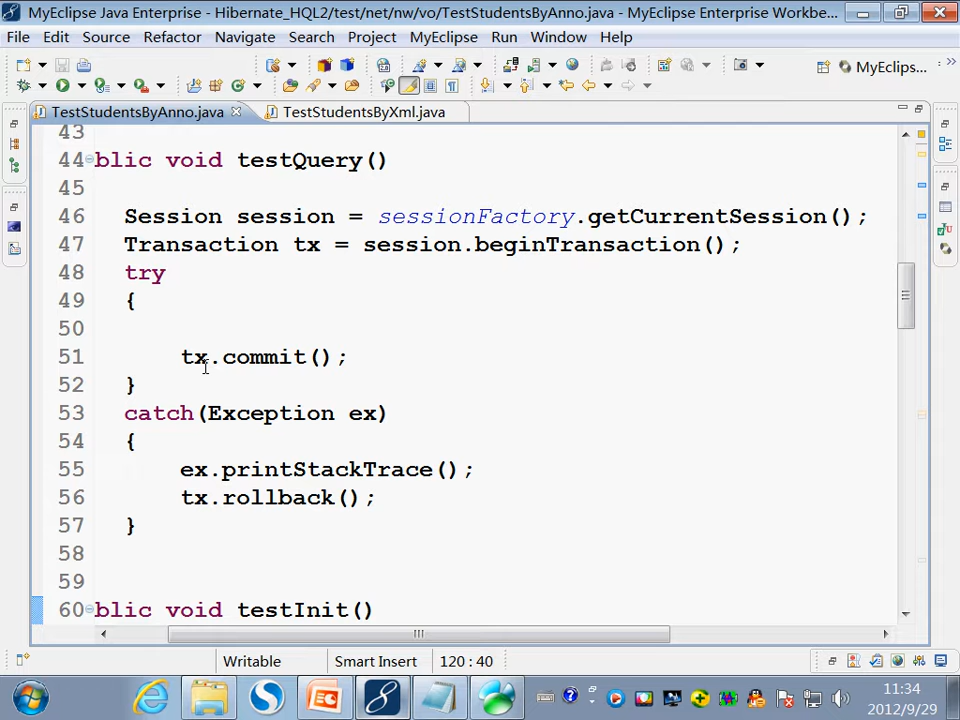 MyEclipse Java Enterprise - Hibernate_HQL2/test/net/nw/vo/TestStudentsByAnno.java - MyEclipse Enterprise Workbe...
File Edit Source Refactor Navigate Search Project MyEclipse Run Window Help
MyEclips...
TestStudentsByAnno.java TestStudentsByXml.java
43
44 blic void testQuery()
45
46 Session session = sessionFactory.getCurrentSession();
47 Transaction tx = session.beginTransaction();
48 try
49 {
50
51 tx.commit();
52 }
53 catch(Exception ex)
54 {
55 ex.printStackTrace();
56 tx.rollback();
57 }
58
59
60 blic void testInit()
Writable Smart Insert 120 : 40
11:34
2012/9/29